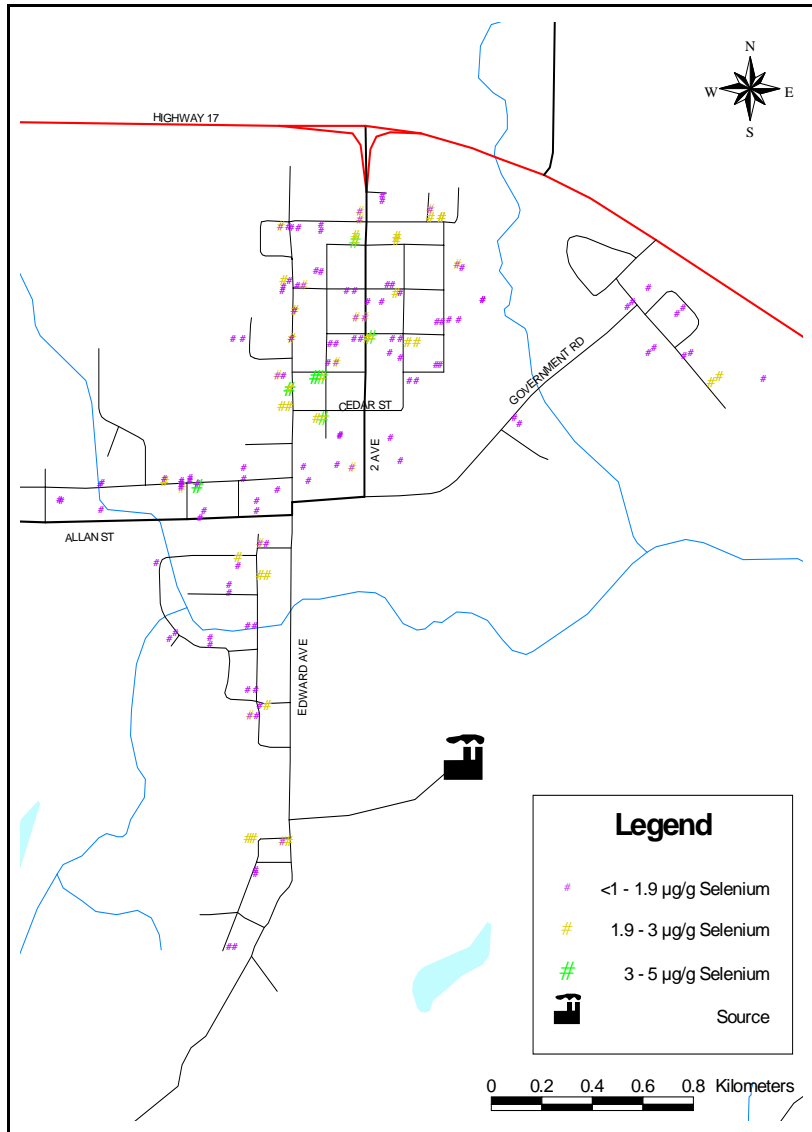 N
W E
S
HIGHWAY 17
GOVERNMENT RD
CEDAR ST
2 AVE
ALLAN ST
EDWARD AVE
Legend
# <1 - 1.9 µg/g Selenium
# 1.9 - 3 µg/g Selenium
# 3 - 5 µg/g Selenium
Source
0 0.2 0.4 0.6 0.8 Kilometers